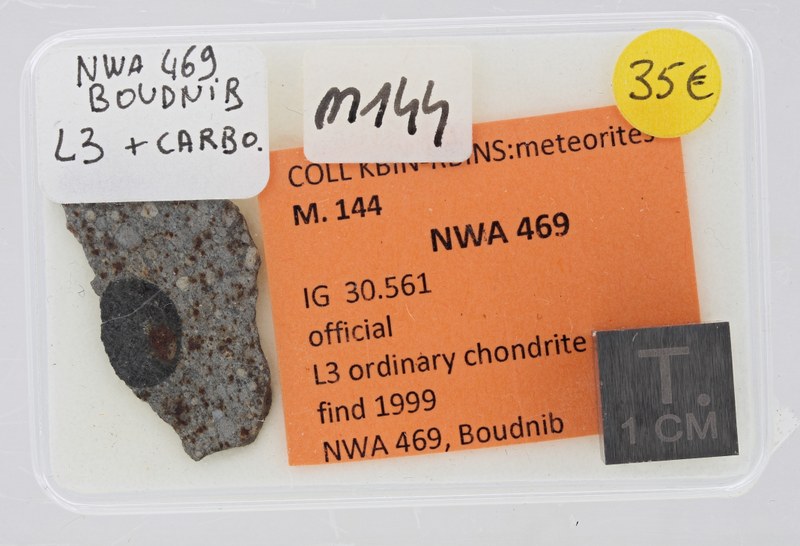 NWA 469
BOUDNIB
L3 + CARBO.
M144
35€
COLL KBIN-RBINS:meteorites
M. 144
NWA 469
IG 30.561
official
L3 ordinary chondrite
find 1999
NWA 469, Boudnib
T.
1 CM